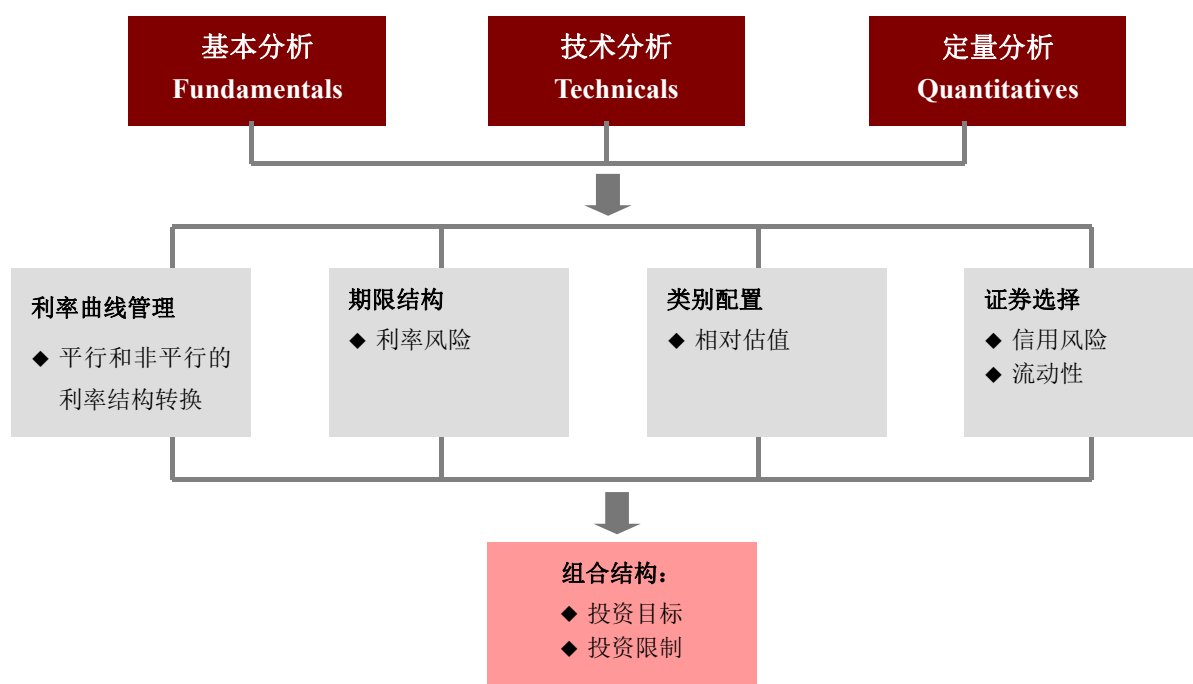 基本分析
Fundamentals
技术分析
Technicals
定量分析
Quantitatives
利率曲线管理
◆ 平行和非平行的
利率结构转换
期限结构
◆ 利率风险
类别配置
◆ 相对估值
证券选择
◆ 信用风险
◆ 流动性
组合结构：
◆ 投资目标
◆ 投资限制